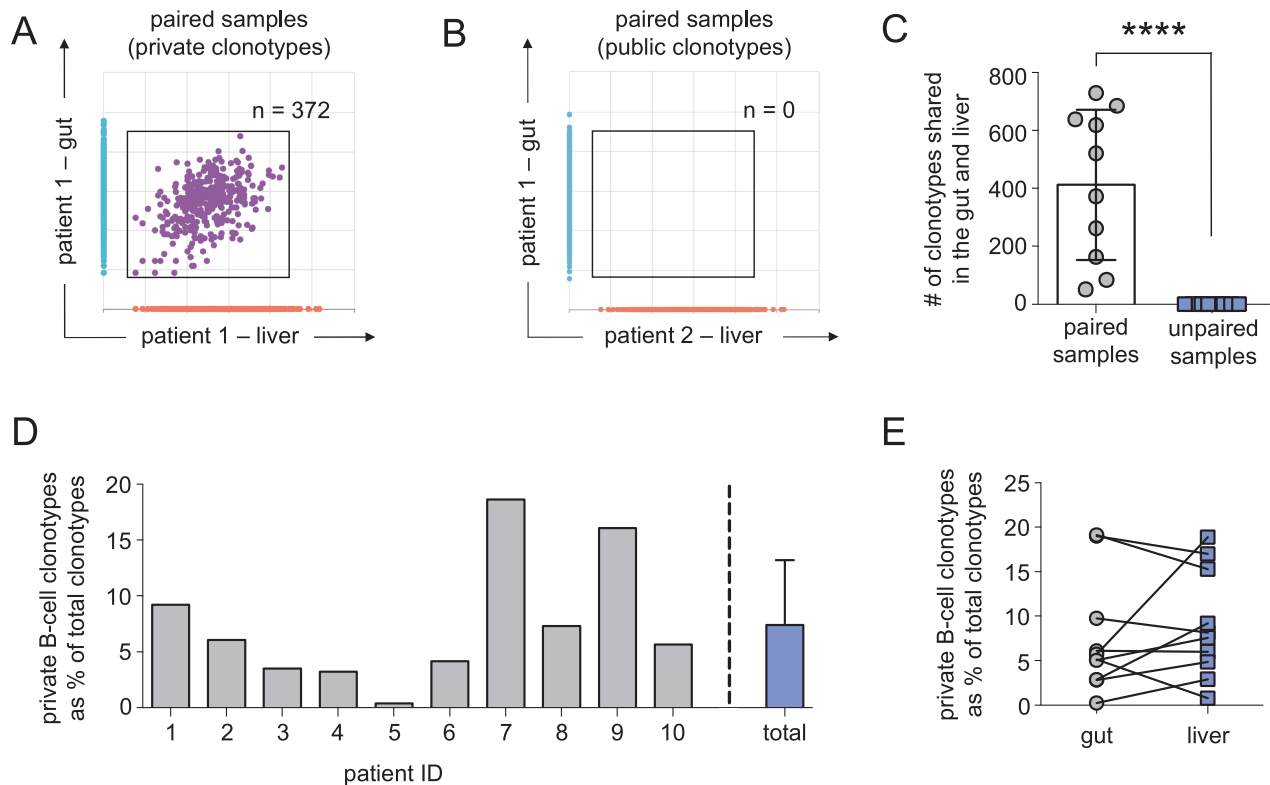 A
paired samples
(private clonotypes)
n = 372
patient 1 – gut
patient 1 – liver
B
paired samples
(public clonotypes)
n = 0
patient 1 – gut
patient 2 – liver
C
****
# of clonotypes shared
in the gut and liver
800
600
400
200
0
paired
samples
unpaired
samples
D
private B-cell clonotypes
as % of total clonotypes
20
15
10
5
0
1 2 3 4 5 6 7 8 9 10 total
patient ID
E
private B-cell clonotypes
as % of total clonotypes
25
20
15
10
5
0
gut liver